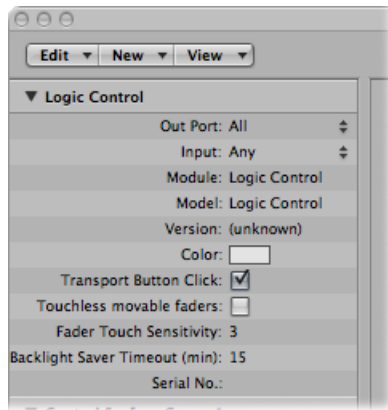 Edit New View
Logic Control
Out Port: All
Input: Any
Module: Logic Control
Model: Logic Control
Version: (unknown)
Color:
Transport Button Click:
Touchless movable faders:
Fader Touch Sensitivity: 3
Backlight Saver Timeout (min): 15
Serial No.: